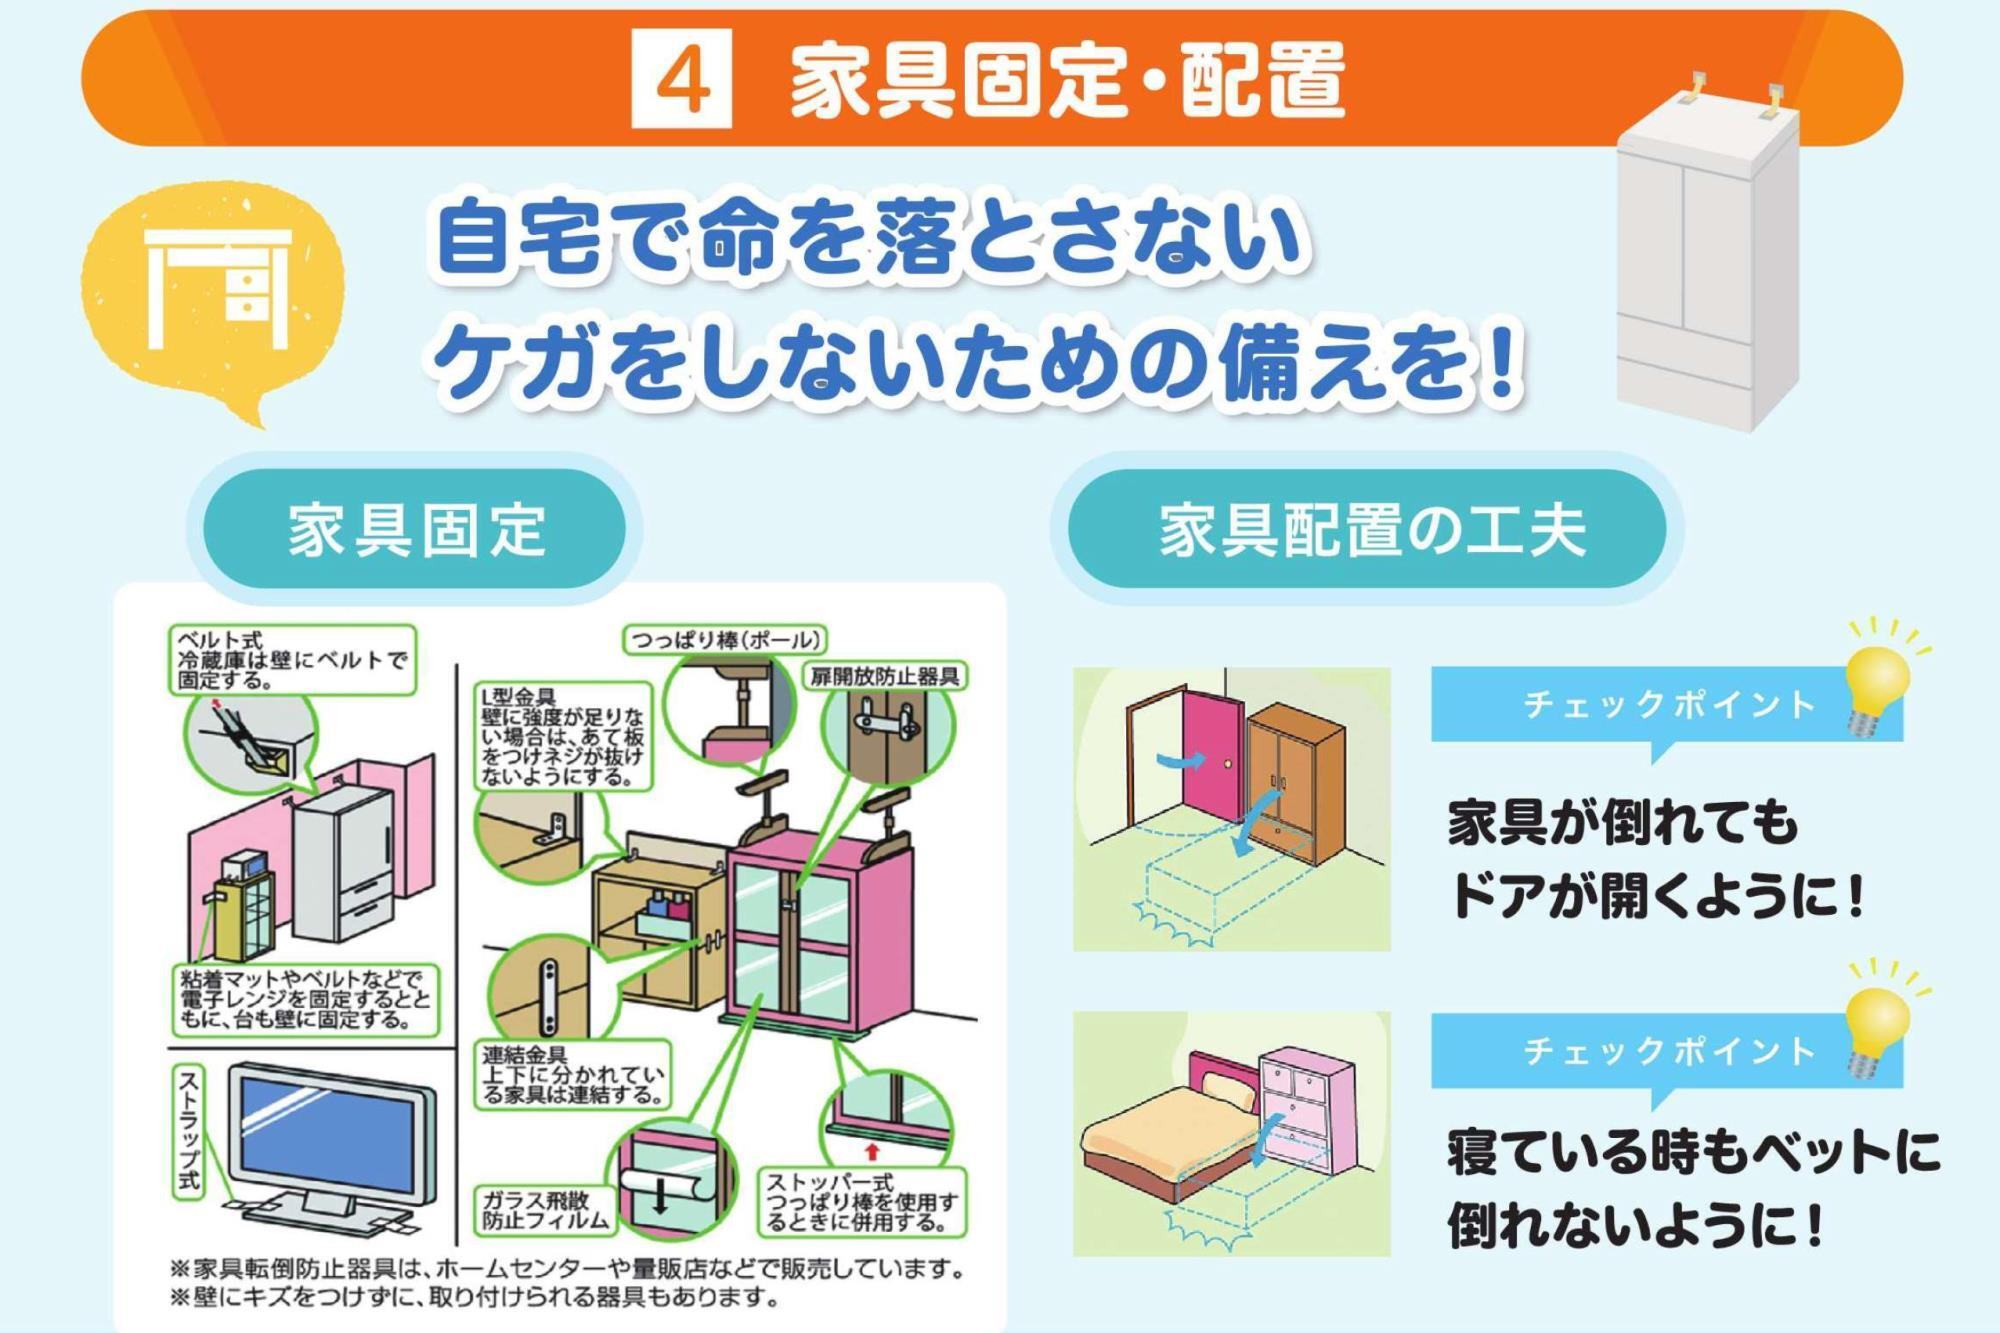 4 家具固定・配置
自宅で命を落とさない
ケガをしないための備えを！
家具固定
ベルト式
冷蔵庫は壁にベルトで
固定する。
つっぱり棒（ポール）
扉開放防止器具
L型金具
壁に強度が足りな
い場合は、あて板
をつけネジが抜け
ないようにする。
粘着マットやベルトなどで
電子レンジを固定するとと
もに、台も壁に固定する。
連結金具
上下に分かれてい
る家具は連結する。
ストラップ式
ガラス飛散
防止フィルム
ストッパー式
つっぱり棒を使用す
るときに併用する。
※家具転倒防止器具は、ホームセンターや量販店などで販売しています。
※壁にキズをつけずに、取り付けられる器具もあります。
家具配置の工夫
チェックポイント
家具が倒れても
ドアが開くように！
チェックポイント
寝ている時もベットに
倒れないように！